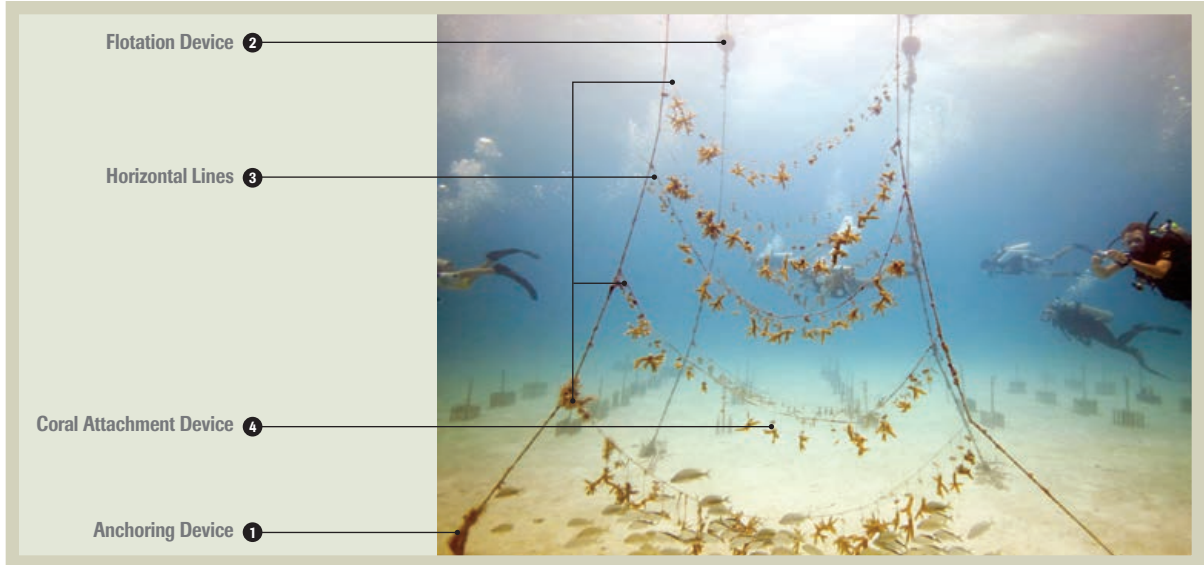 Flotation Device 2
Horizontal Lines 3
Coral Attachment Device 4
Anchoring Device 1